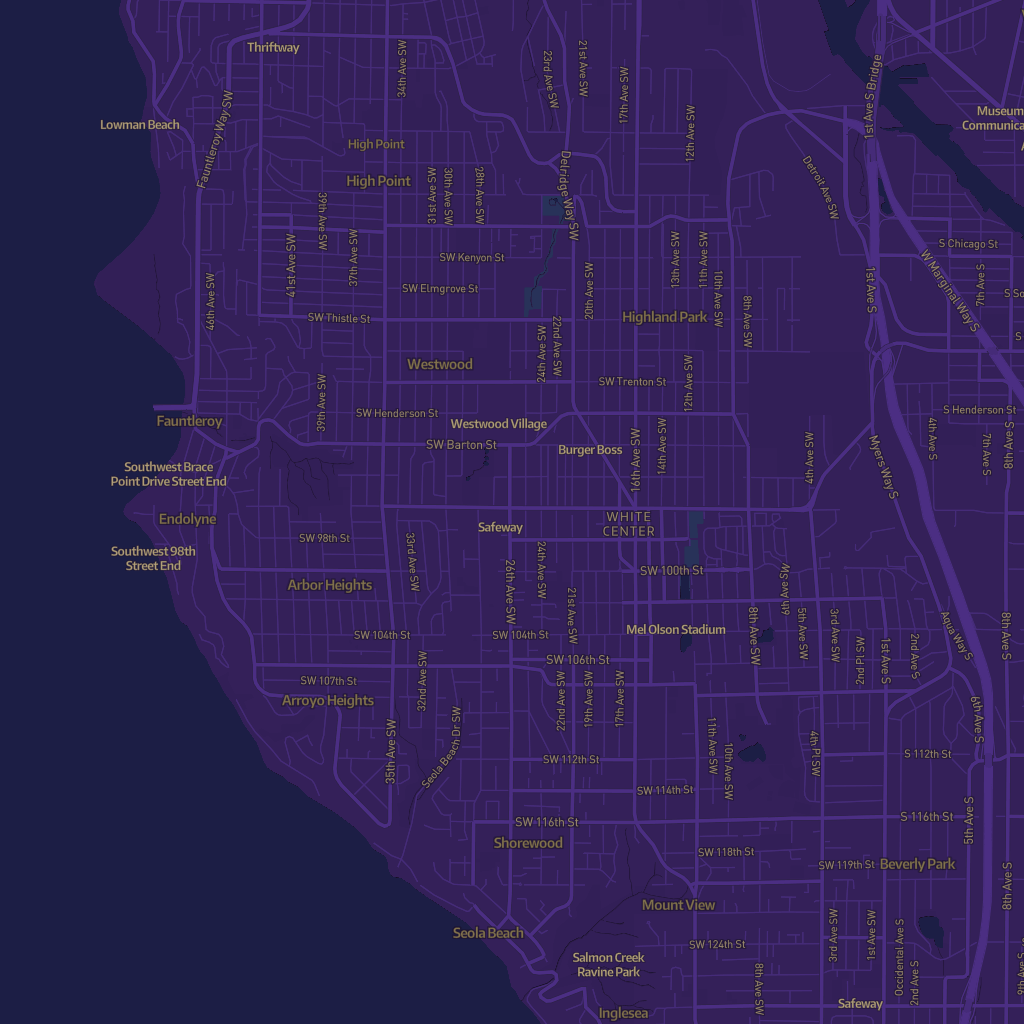 Thriftway
34th Ave SW
23rd Ave SW
21st Ave SW
17th Ave SW
1st Ave S Bridge
Lowman Beach
Fauntleroy Way SW
12th Ave SW
Museum
Communica
High Point
High Point
Delridge Way SW
Detroit Ave SW
31st Ave SW
30th Ave SW
28th Ave SW
39th Ave SW
41st Ave SW
37th Ave SW
SW Kenyon St
13th Ave SW
11th Ave SW
S Chicago St
46th Ave SW
SW Elmgrove St
20th Ave SW
10th Ave SW
8th Ave SW
1st Ave S
W Marginal Way S
7th Ave S
SW Thistle St
Highland Park
24th Ave SW
22nd Ave SW
Westwood
SW Trenton St
12th Ave SW
39th Ave SW
SW Henderson St
S Henderson St
Fauntleroy
Westwood Village
4th Ave S
7th Ave S
8th Ave S
SW Barton St
Burger Boss
16th Ave SW
14th Ave SW
4th Ave SW
Myers Way S
Southwest Brace
Point Drive Street End
Endolyne
Safeway
WHITE
CENTER
SW 98th St
Southwest 98th
Street End
33rd Ave SW
24th Ave SW
SW 100th St
Arbor Heights
26th Ave SW
21st Ave SW
6th Ave SW
SW 104th St
SW 104th St
Mel Olson Stadium
8th Ave SW
5th Ave SW
3rd Ave SW
2nd Pl SW
1st Ave S
2nd Ave S
Aqua Way S
8th Ave S
SW 106th St
SW 107th St
32nd Ave SW
22nd Ave SW
19th Ave SW
17th Ave SW
Arroyo Heights
6th Ave S
35th Ave SW
Seola Beach Dr SW
11th Ave SW
10th Ave SW
4th Pl SW
SW 112th St
S 112th St
SW 114th St
SW 116th St
S 116th St
5th Ave S
Shorewood
SW 118th St
SW 119th St
Beverly Park
8th Ave S
Mount View
Seola Beach
SW 124th St
3rd Ave SW
1st Ave SW
Occidental Ave S
2nd Ave S
9th Ave S
Salmon Creek
Ravine Park
8th Ave SW
Safeway
Inglesea